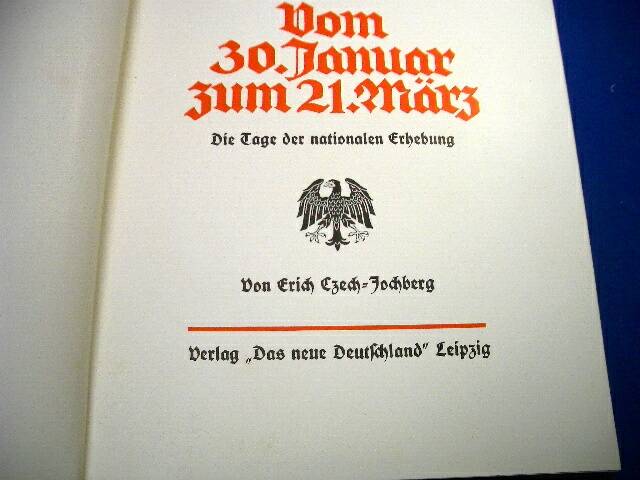 Vom
30. Januar
zum 21. März
Die Tage der nationalen Erhebung
Von Erich Czech-Jochberg
Verlag „Das neue Deutschland" Leipzig